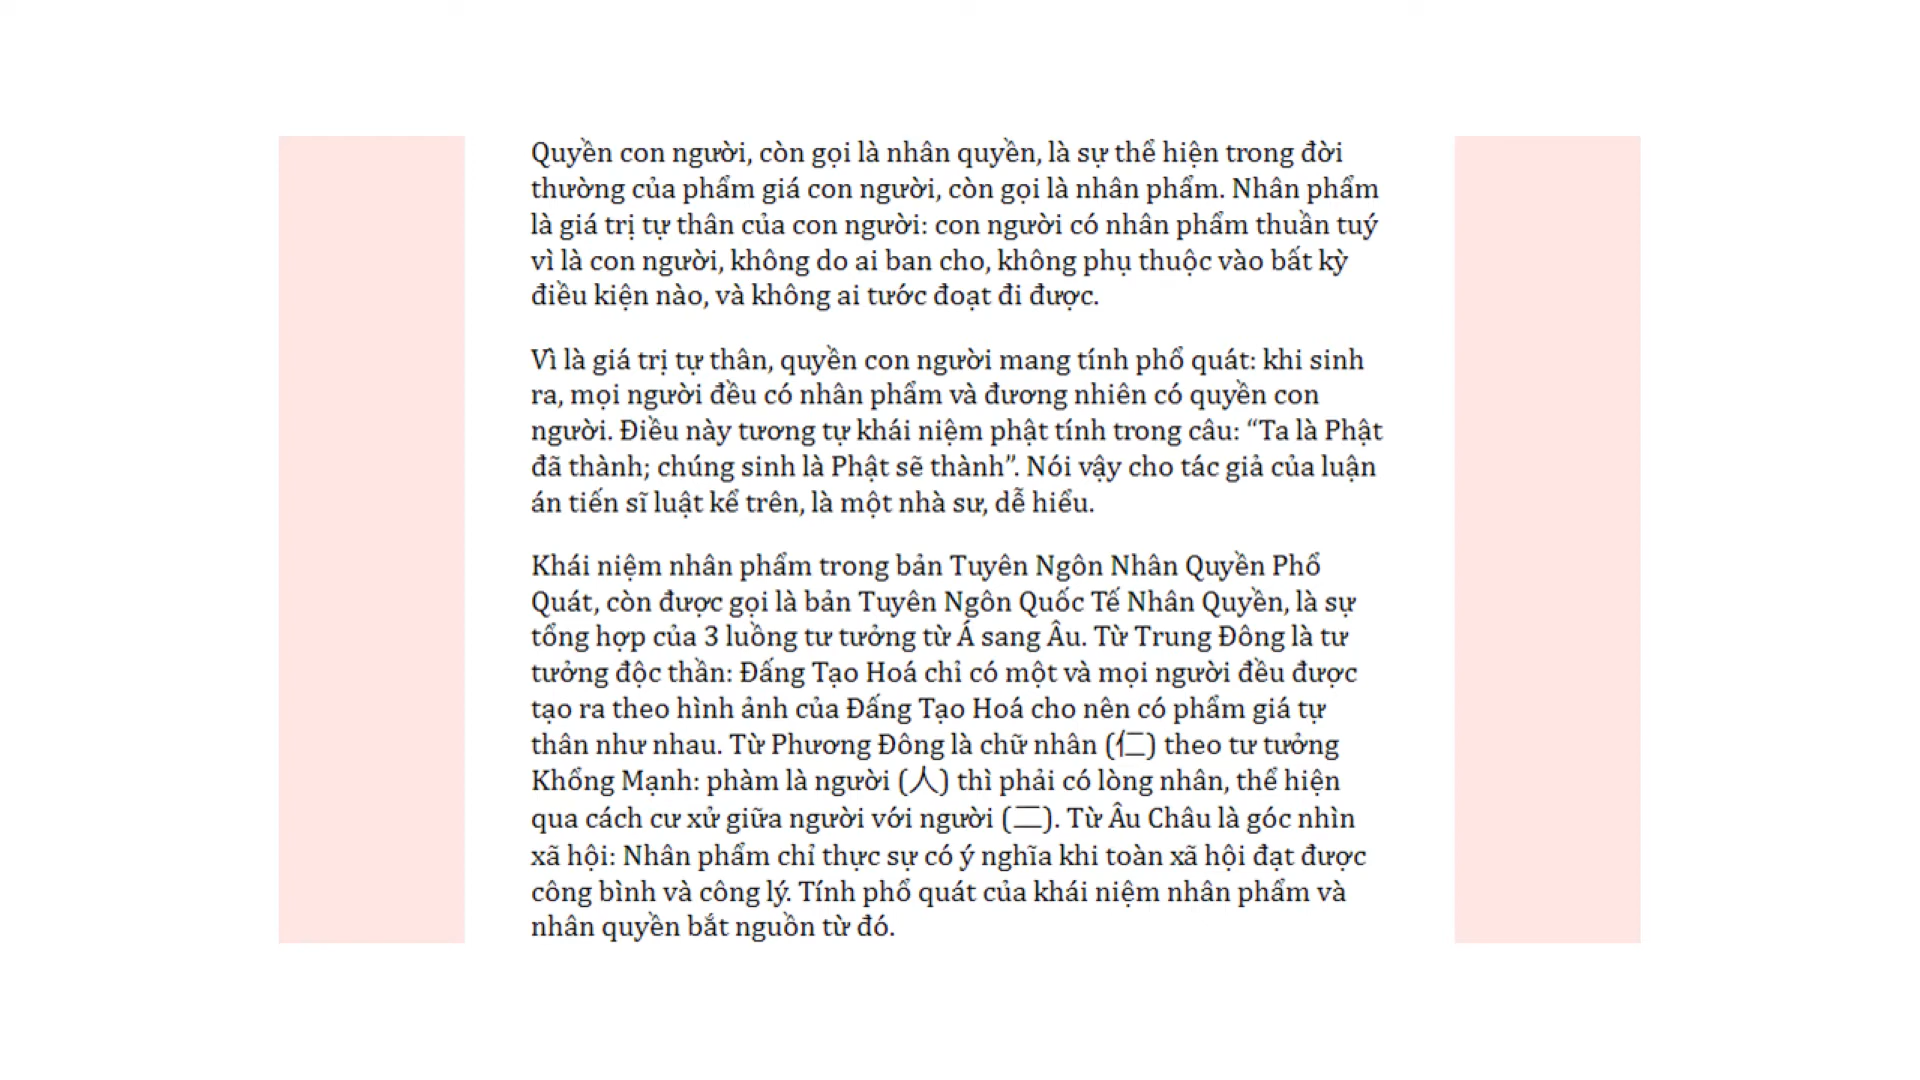 Quyền con người, còn gọi là nhân quyền, là sự thể hiện trong đời
thường của phẩm giá con người, còn gọi là nhân phẩm. Nhân phẩm
là giá trị tự thân của con người: con người có nhân phẩm thuần tuý
vì là con người, không do ai ban cho, không phụ thuộc vào bất kỳ
điều kiện nào, và không ai tước đoạt đi được.
Vì là giá trị tự thân, quyền con người mang tính phổ quát: khi sinh
ra, mọi người đều có nhân phẩm và đương nhiên có quyền con
người. Điều này tương tự khái niệm phật tính trong câu: “Ta là Phật
đã thành; chúng sinh là Phật sẽ thành”. Nói vậy cho tác giả của luận
án tiến sĩ luật kể trên, là một nhà sư, dễ hiểu.
Khái niệm nhân phẩm trong bản Tuyên Ngôn Nhân Quyền Phổ
Quát, còn được gọi là bản Tuyên Ngôn Quốc Tế Nhân Quyền, là sự
tổng hợp của 3 luồng tư tưởng từ Á sang Âu. Từ Trung Đông là tư
tưởng độc thần: Đấng Tạo Hoá chỉ có một và mọi người đều được
tạo ra theo hình ảnh của Đấng Tạo Hoá cho nên có phẩm giá tự
thân như nhau. Từ Phương Đông là chữ nhân (仁) theo tư tưởng
Khổng Mạnh: phàm là người (人) thì phải có lòng nhân, thể hiện
qua cách cư xử giữa người với người (二). Từ Âu Châu là góc nhìn
xã hội: Nhân phẩm chỉ thực sự có ý nghĩa khi toàn xã hội đạt được
công bình và công lý. Tính phổ quát của khái niệm nhân phẩm và
nhân quyền bắt nguồn từ đó.